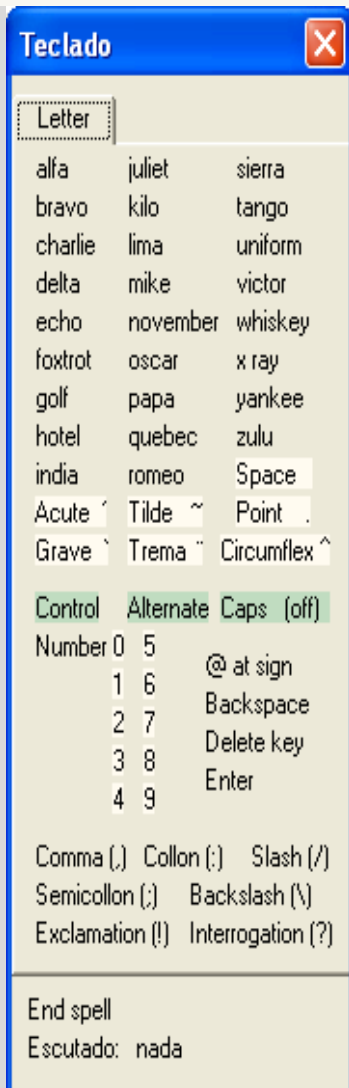 Teclado
Letter
alfa juliet sierra
bravo kilo tango
charlie lima uniform
delta mike victor
echo november whiskey
foxtrot oscar x ray
golf papa yankee
hotel quebec zulu
india romeo Space
Acute ´ Tilde ~ Point .
Grave ` Trema ¨ Circumflex ^
Control Alternate Caps (off)
Number 0 5
@ at sign
1 6
Backspace
2 7
Delete key
3 8
Enter
4 9
Comma (,) Collon (:) Slash (/)
Semicollon (;) Backslash (\)
Exclamation (!) Interrogation (?)
End spell
Escutado: nada